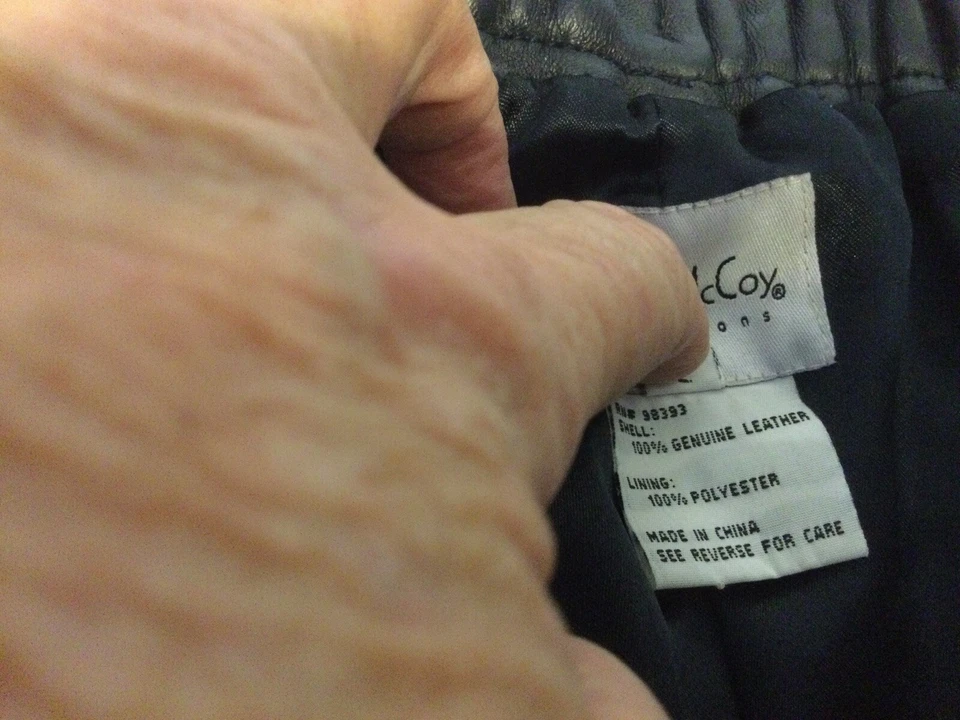 cCoy®
ons
RN# 98393
SHELL:
100% GENUINE LEATHER
LINING:
100% POLYESTER
MADE IN CHINA
SEE REVERSE FOR CARE